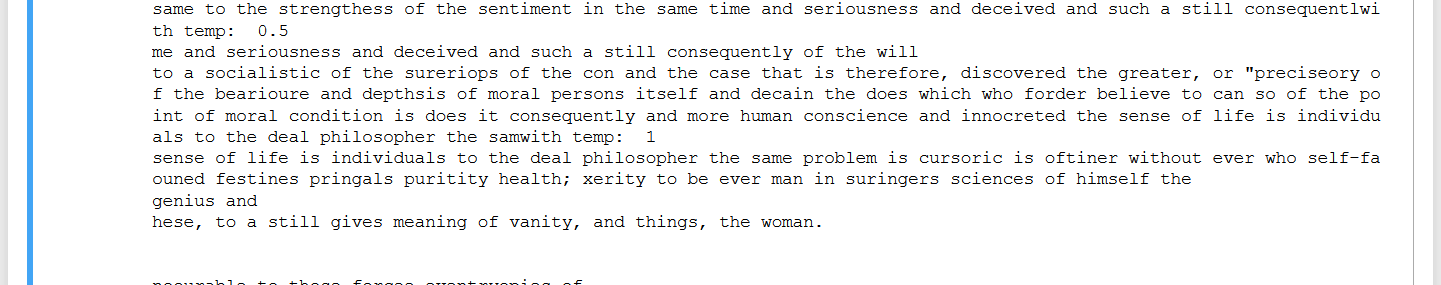 same to the strengthess of the sentiment in the same time and seriousness and deceived and such a still consequentlwi
th temp:  0.5
me and seriousness and deceived and such a still consequently of the will
to a socialistic of the sureriops of the con and the case that is therefore, discovered the greater, or "preciseory o
f the bearioure and depthsis of moral persons itself and decain the does which who forder believe to can so of the po
int of moral condition is does it consequently and more human conscience and innocreted the sense of life is individu
als to the deal philosopher the samwith temp:  1
sense of life is individuals to the deal philosopher the same problem is cursoric is oftiner without ever who self-fa
ouned festines pringals puritity health; xerity to be ever man in suringers sciences of himself the
genius and
hese, to a still gives meaning of vanity, and things, the woman.